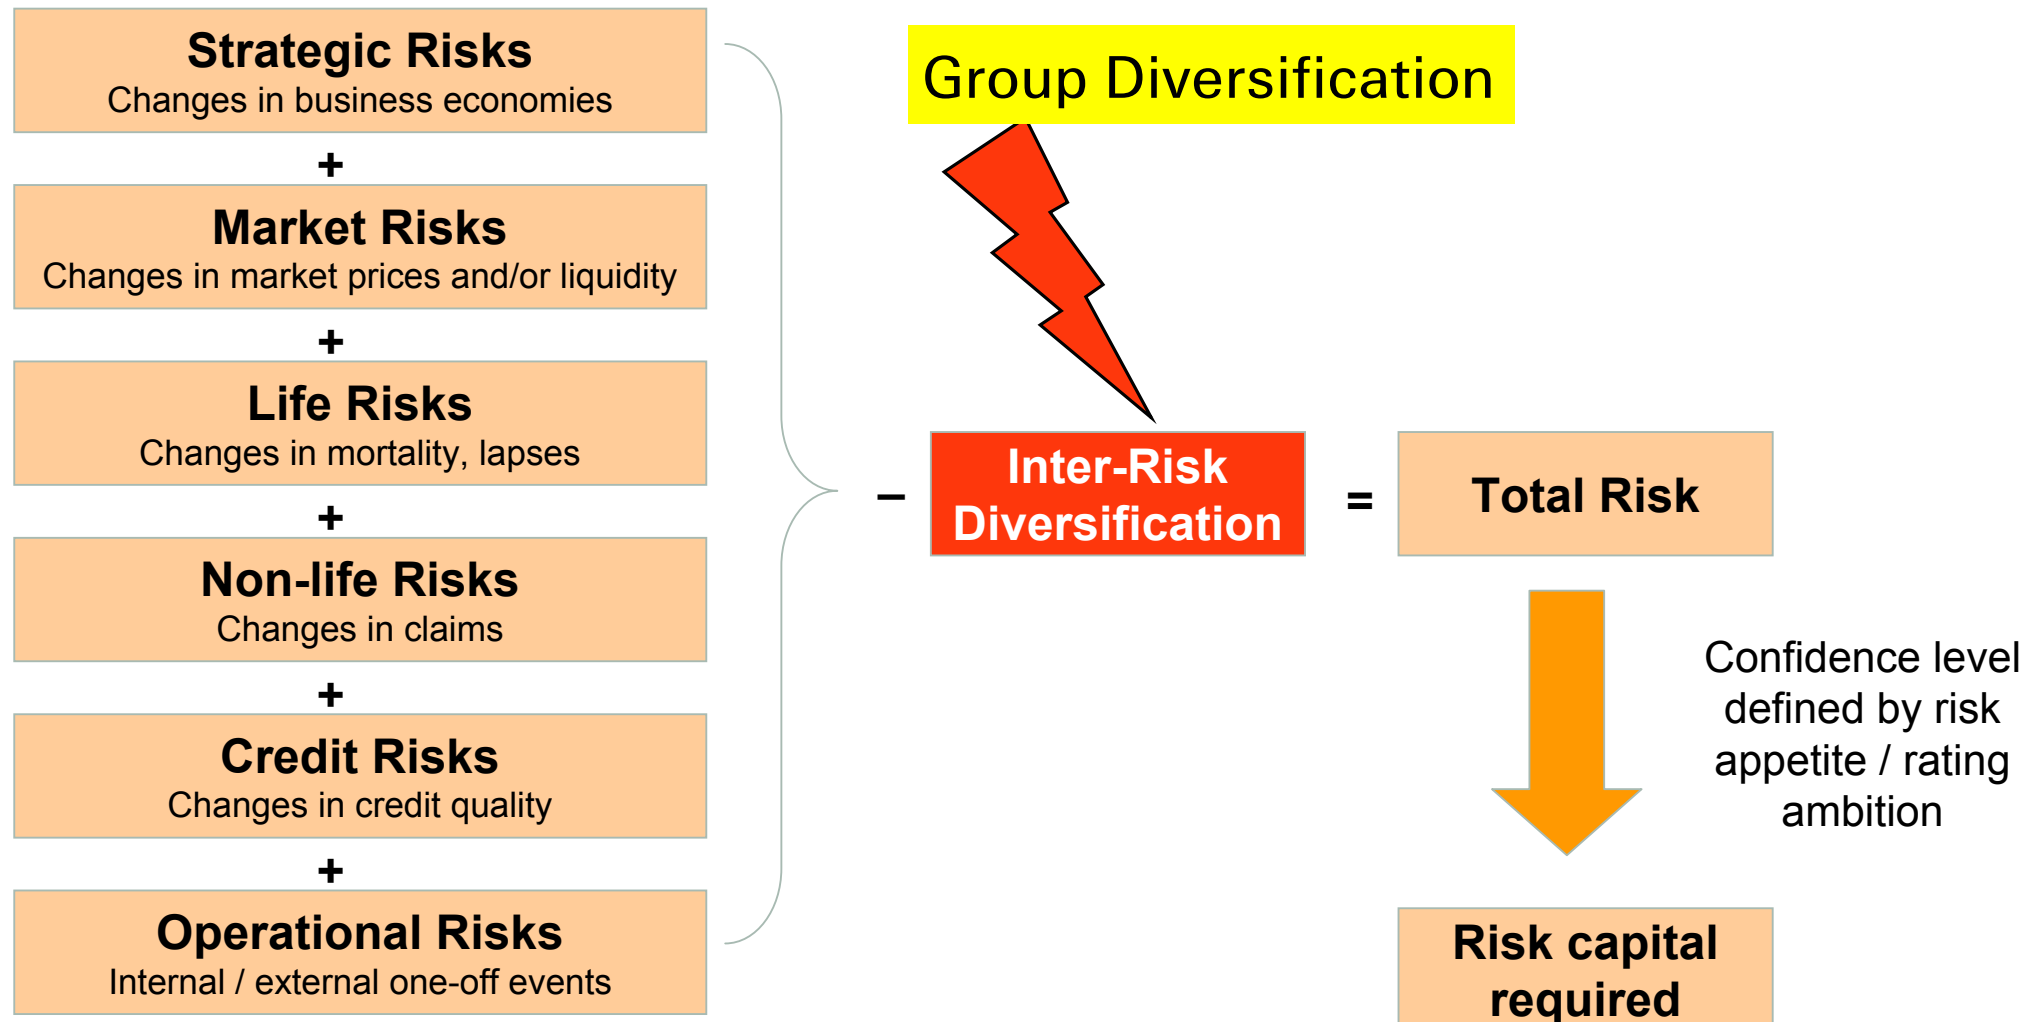 Strategic Risks
Changes in business economies
+
Market Risks
Changes in market prices and/or liquidity
+
Life Risks
Changes in mortality, lapses
+
Non-life Risks
Changes in claims
+
Credit Risks
Changes in credit quality
+
Operational Risks
Internal / external one-off events
Group Diversification
–
Inter-Risk
Diversification
=
Total Risk
Confidence level
defined by risk
appetite / rating
ambition
Risk capital
required